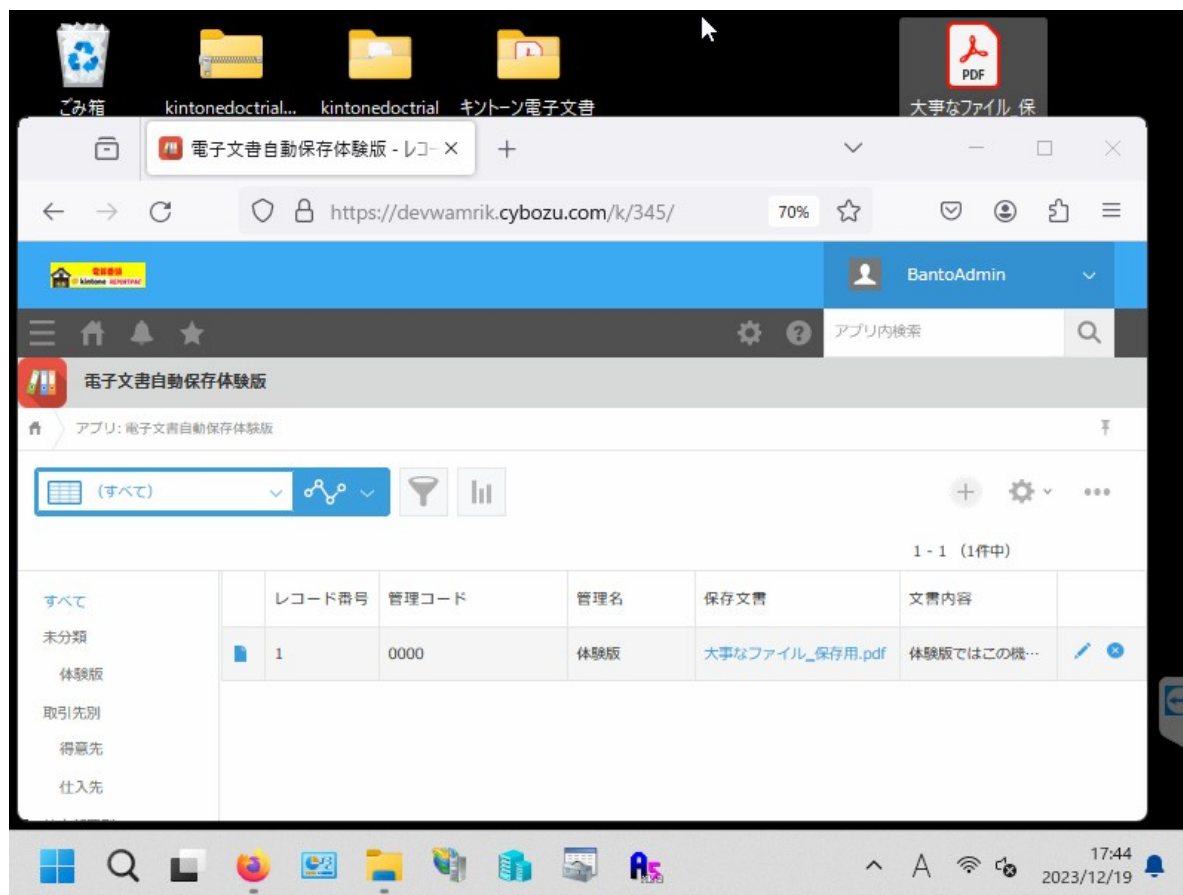 PDF
ごみ箱
kintonedoctrial...
kintonedoctrial
キントーン電子文書
大事なファイル_保
電子文書自動保存体験版 - レコー
https://devwamrik.cybozu.com/k/345/
70%
電算番頭
kintone REPORTPAC
BantoAdmin
アプリ内検索
電子文書自動保存体験版
アプリ: 電子文書自動保存体験版
(すべて)
1 - 1 (1件中)
すべて
未分類
体験版
取引先別
得意先
仕入先
レコード番号 管理コード 管理名 保存文書 文書内容
1 0000 体験版 大事なファイル_保存用.pdf 体験版ではこの機…
A
17:44
2023/12/19